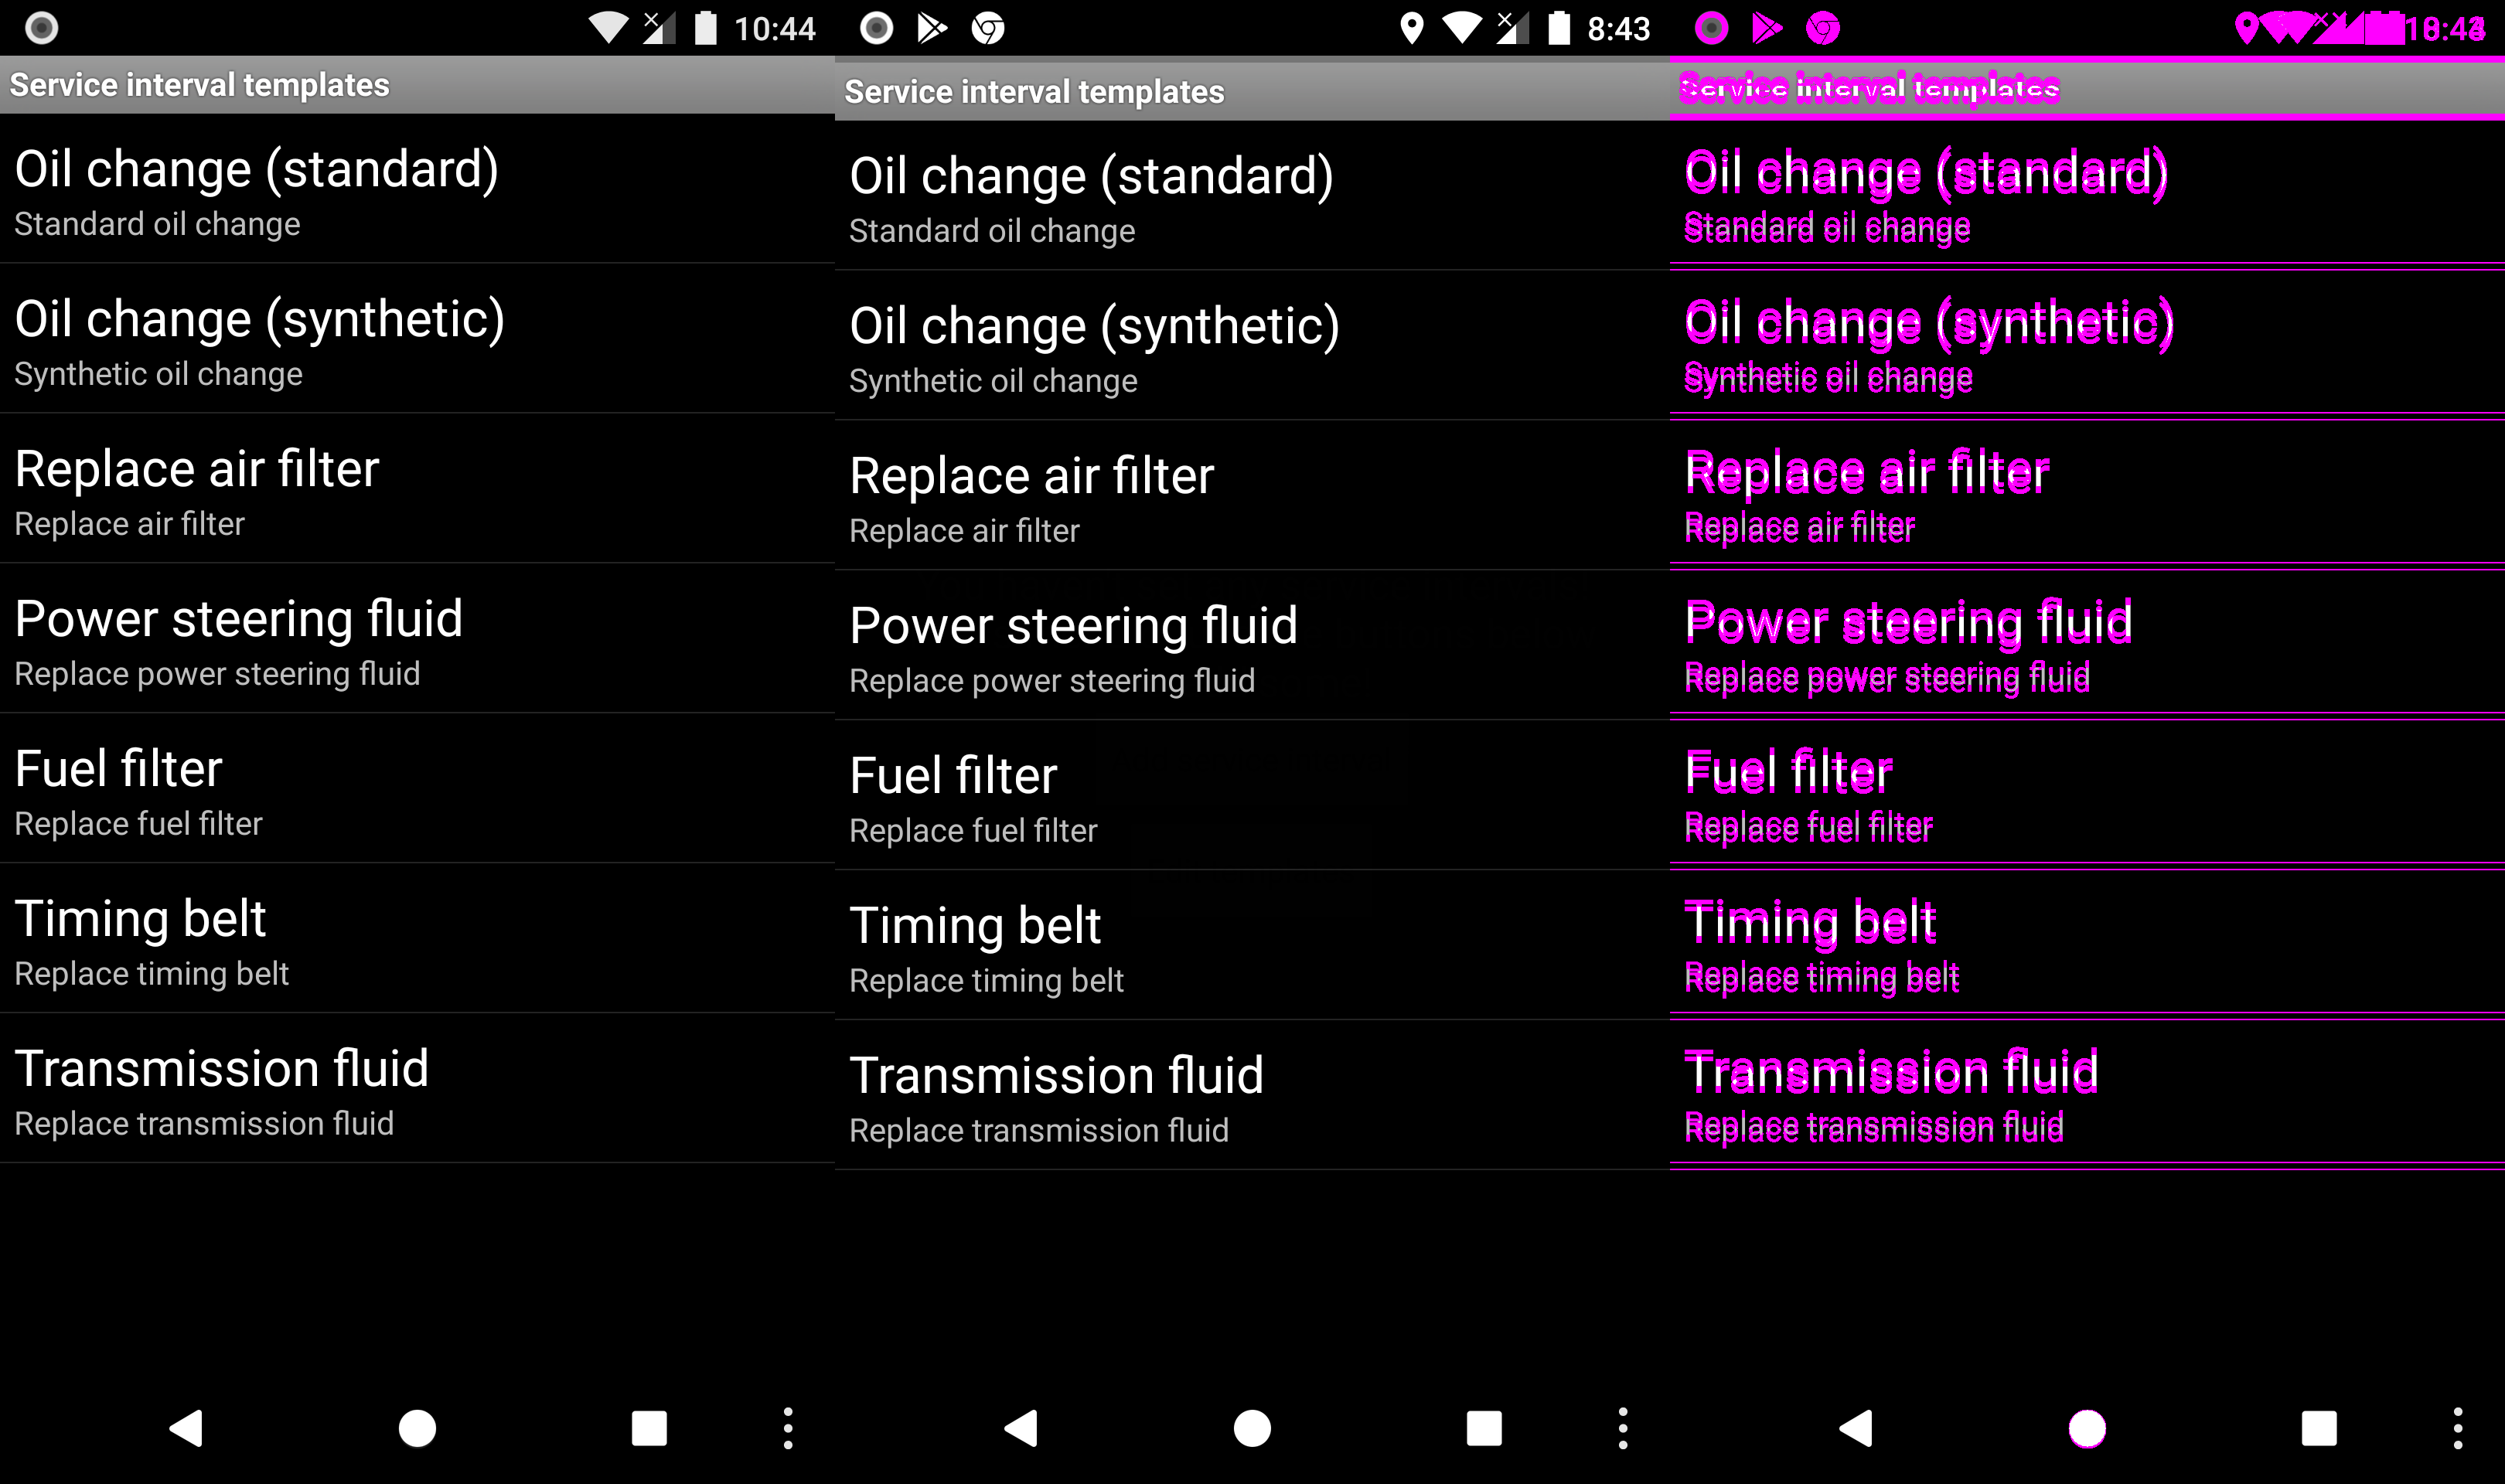 10:44
Service interval templates
Oil change (standard)
Standard oil change
Oil change (synthetic)
Synthetic oil change
Replace air filter
Replace air filter
Power steering fluid
Replace power steering fluid
Fuel filter
Replace fuel filter
Timing belt
Replace timing belt
Transmission fluid
Replace transmission fluid
8:43
Service interval templates
Oil change (standard)
Standard oil change
Oil change (synthetic)
Synthetic oil change
Replace air filter
Replace air filter
Power steering fluid
Replace power steering fluid
Fuel filter
Replace fuel filter
Timing belt
Replace timing belt
Transmission fluid
Replace transmission fluid
Service interval templates
Oil change (standard)
Standard oil change
Oil change (synthetic)
Synthetic oil change
Replace air filter
Replace air filter
Power steering fluid
Replace power steering fluid
Fuel filter
Replace fuel filter
Timing belt
Replace timing belt
Transmission fluid
Replace transmission fluid